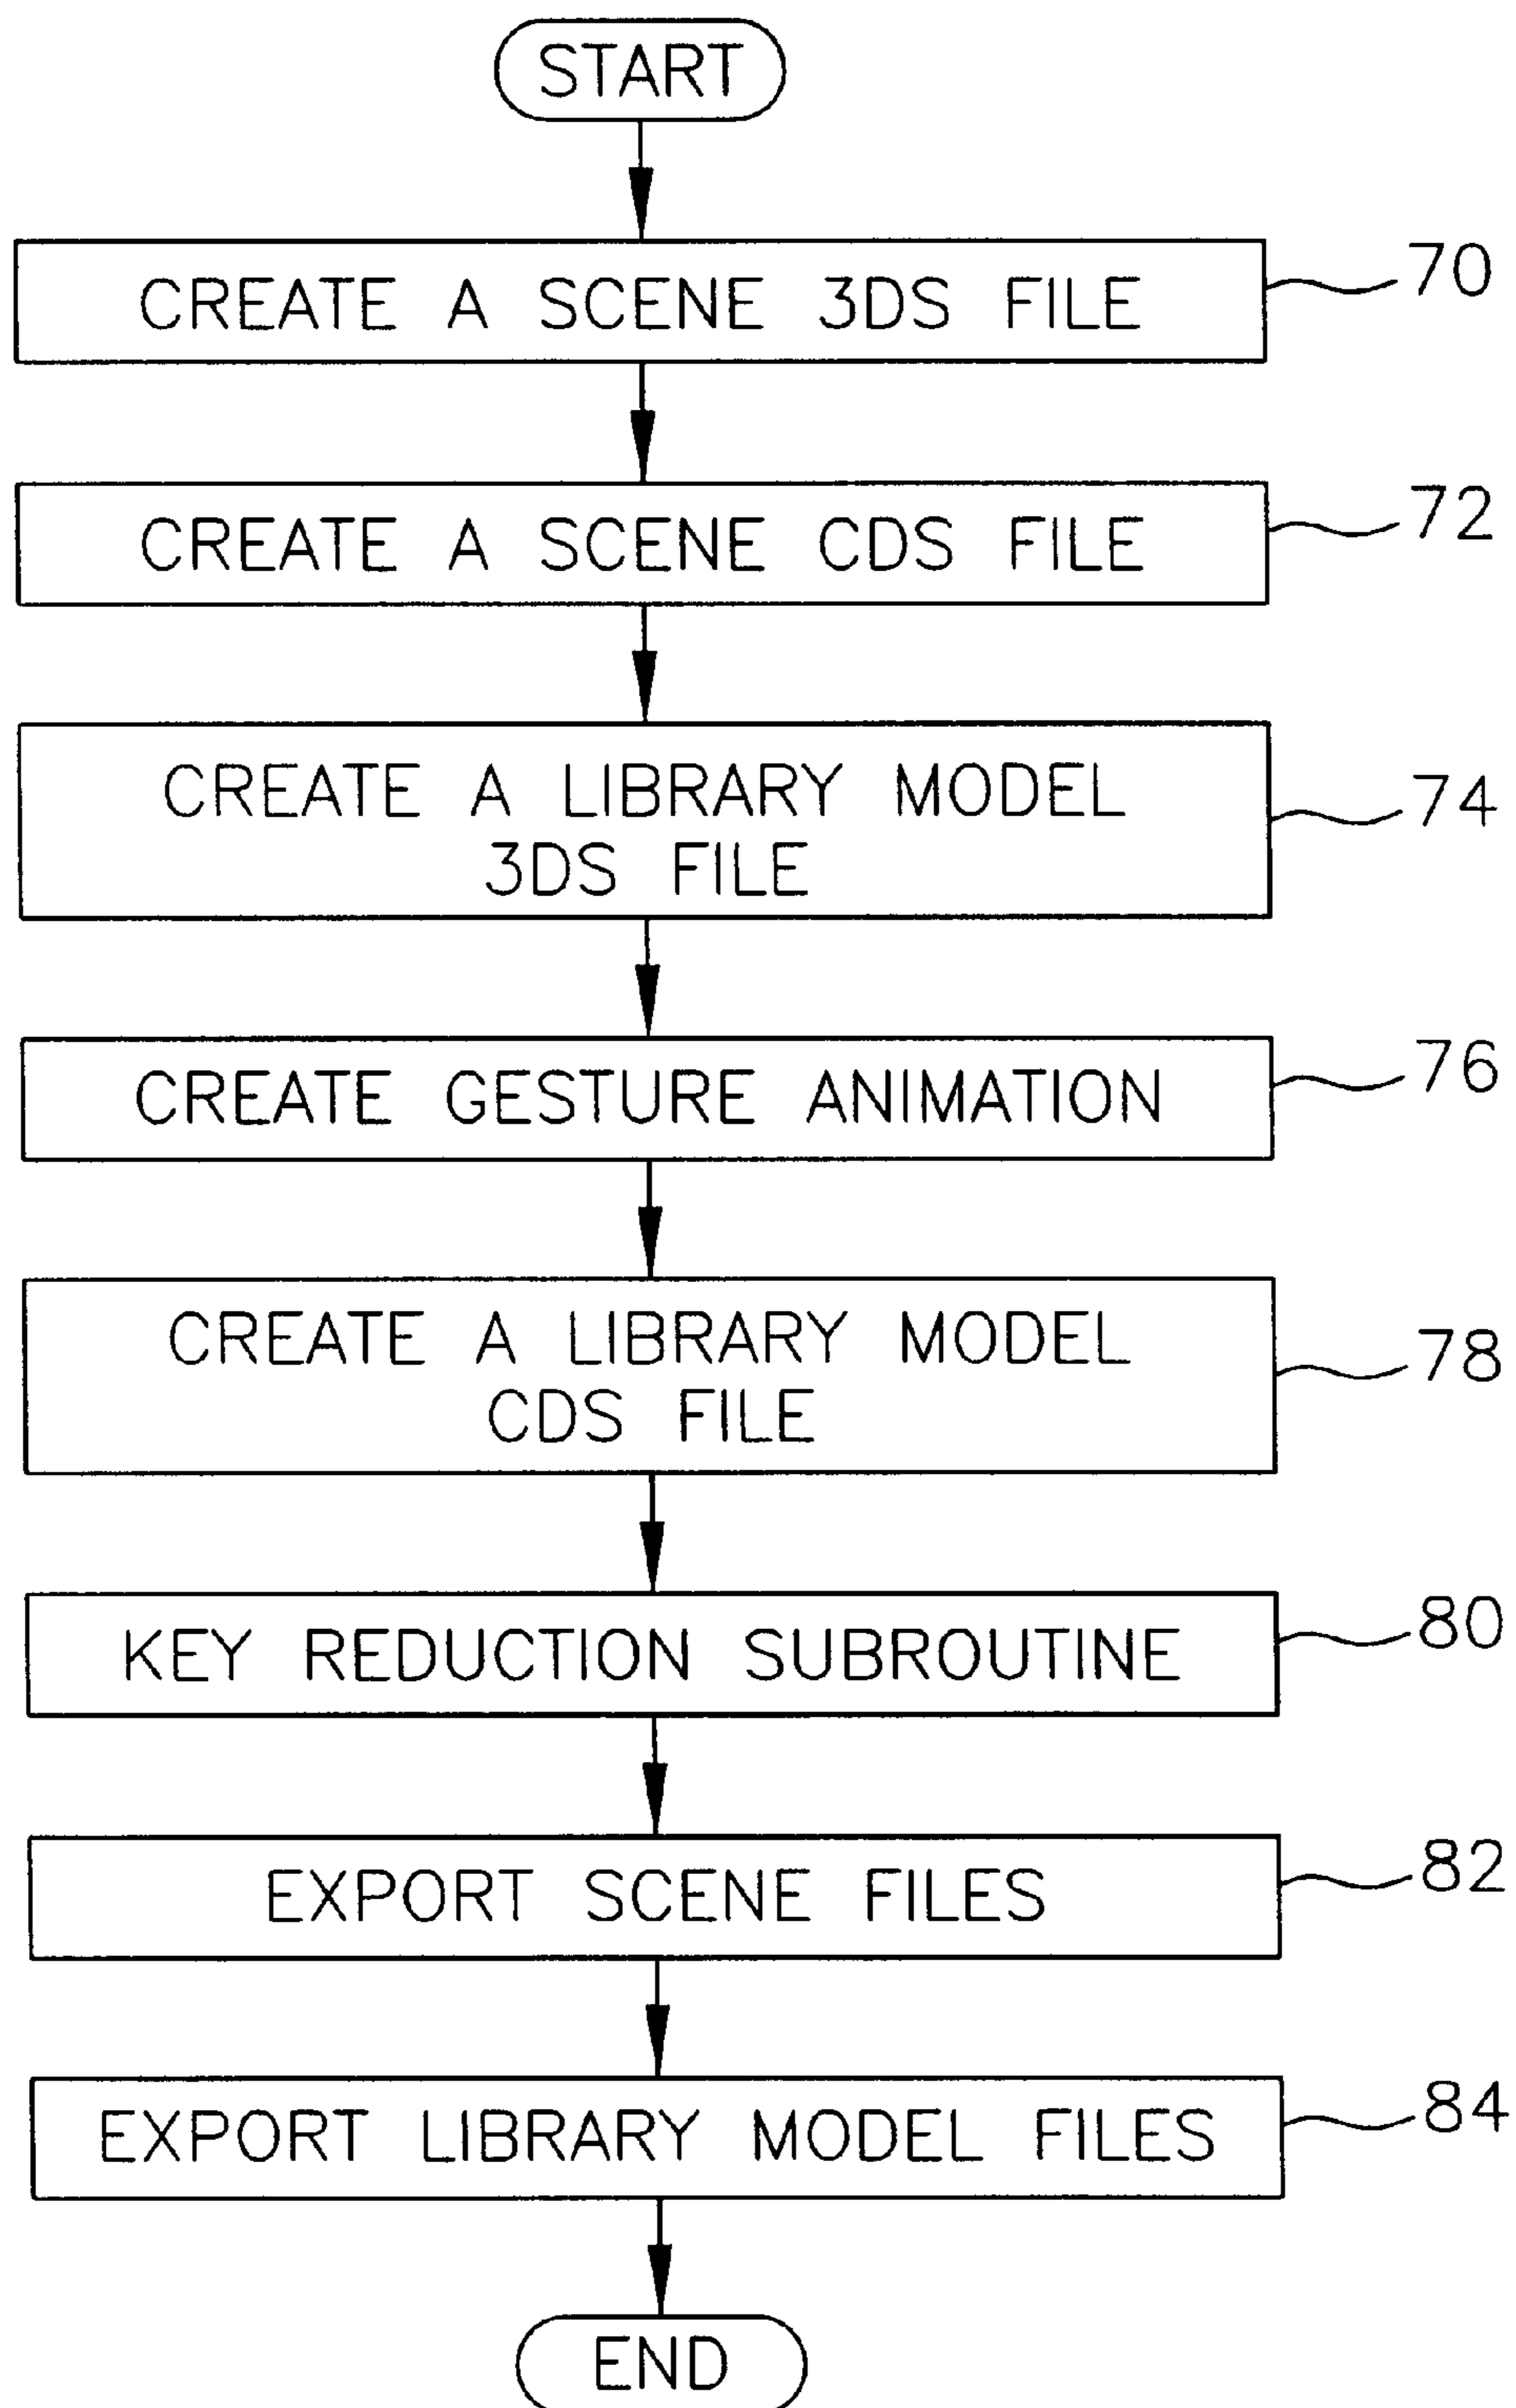 START
CREATE A SCENE 3DS FILE
70
CREATE A SCENE CDS FILE
72
CREATE A LIBRARY MODEL
3DS FILE
74
CREATE GESTURE ANIMATION
76
CREATE A LIBRARY MODEL
CDS FILE
78
KEY REDUCTION SUBROUTINE
80
EXPORT SCENE FILES
82
EXPORT LIBRARY MODEL FILES
84
END